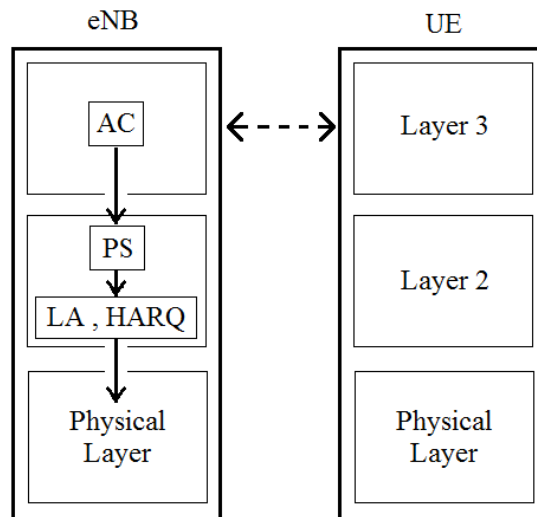 eNB
UE
AC
Layer 3
PS
LA , HARQ
Layer 2
Physical
Layer
Physical
Layer